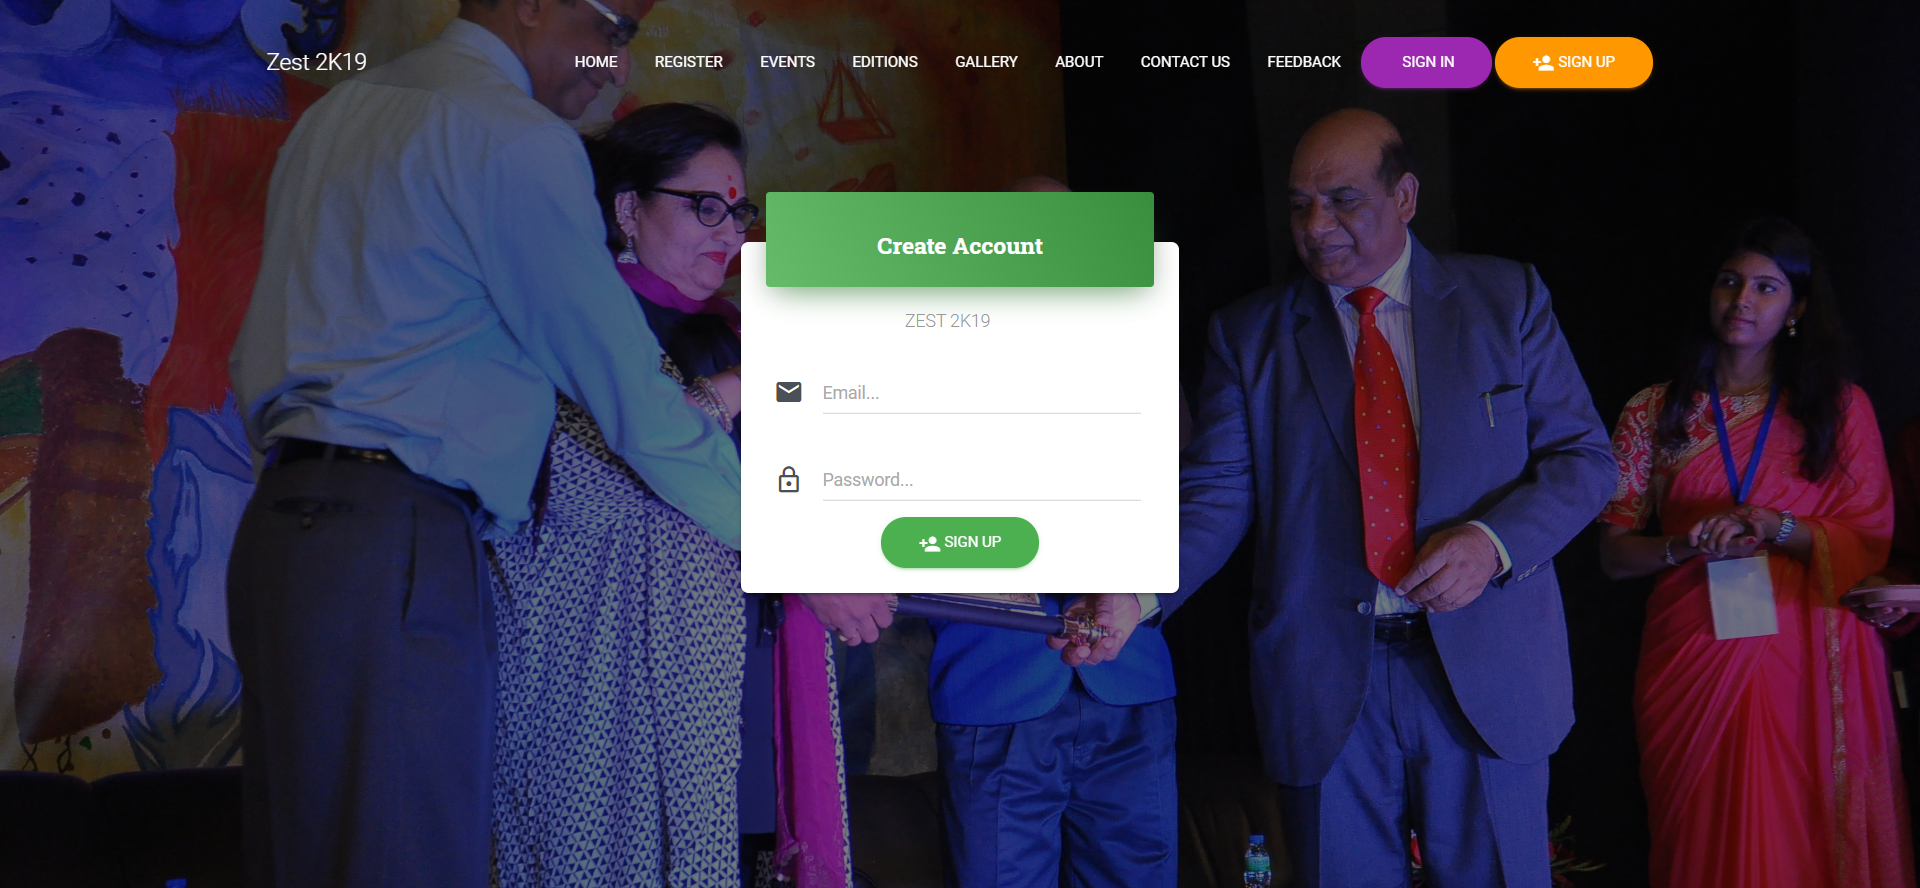 Zest 2K19
HOME REGISTER EVENTS EDITIONS GALLERY ABOUT CONTACT US FEEDBACK SIGN IN SIGN UP
Create Account
ZEST 2K19
Email...
Password...
SIGN UP